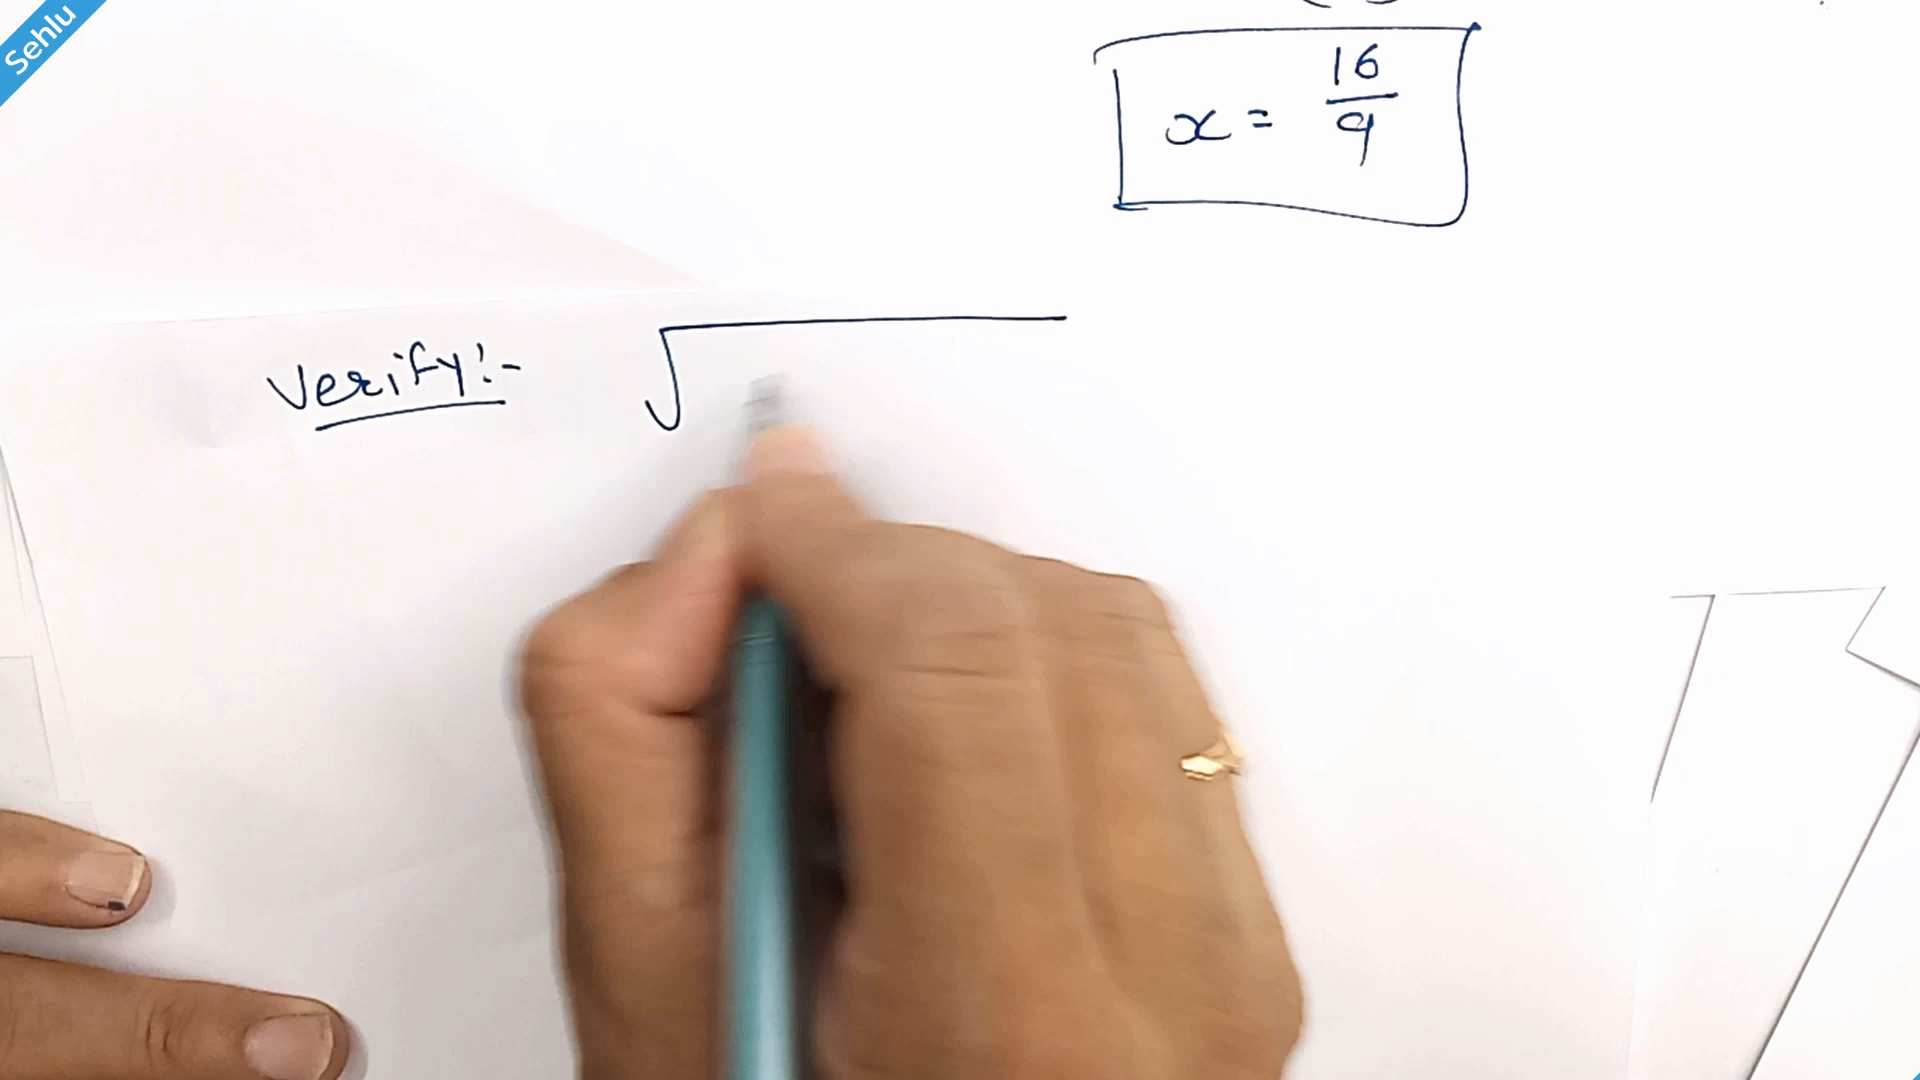 Sehlu
x = 16/9
Verify:- √